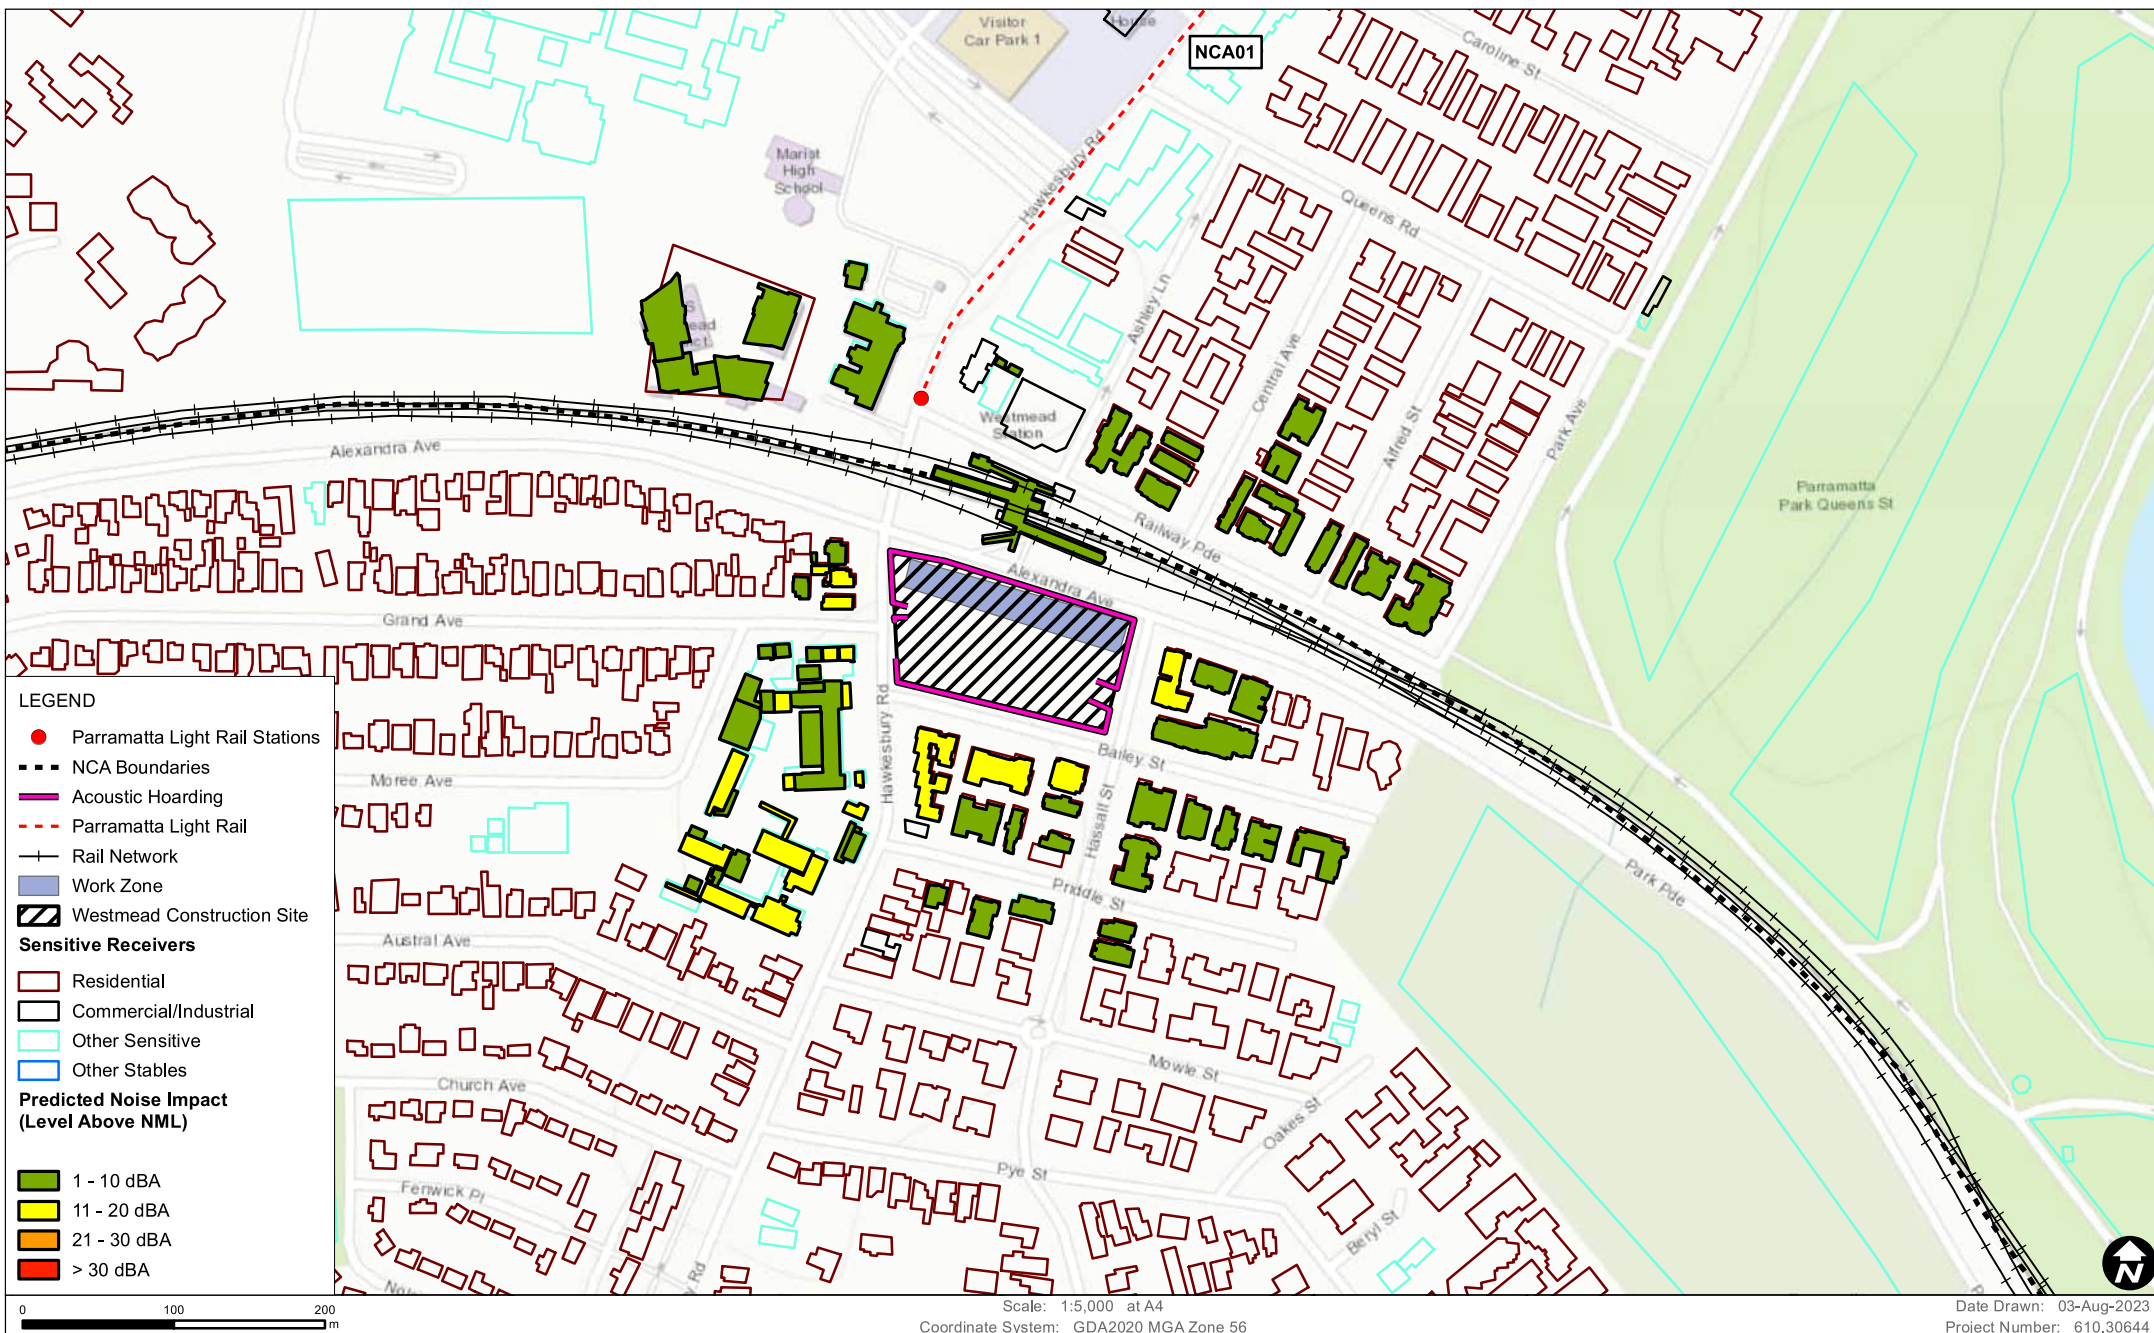 Visitor
Car Park 1
House
NCA01
Caroline St
Marist
High
School
Hawkesbury Rd
Queens Rd
Ashley Ln
Central Ave
Alfred St
Park Ave
Westmead
Station
Parramatta
Park Queens St
Alexandra Ave
Railway Pde
Alexandra Ave
Grand Ave
Hawkesbury Rd
Bailey St
Hassall St
Moree Ave
Priddle St
Park Pde
Austral Ave
Mowle St
Church Ave
Oakes St
Pye St
Fenwick Pl
Beryl St
y Rd
LEGEND
Parramatta Light Rail Stations
NCA Boundaries
Acoustic Hoarding
Parramatta Light Rail
Rail Network
Work Zone
Westmead Construction Site
Sensitive Receivers
Residential
Commercial/Industrial
Other Sensitive
Other Stables
Predicted Noise Impact
(Level Above NML)
1 - 10 dBA
11 - 20 dBA
21 - 30 dBA
> 30 dBA
N
0 100 200
m
Scale: 1:5,000 at A4
Coordinate System: GDA2020 MGA Zone 56
Date Drawn: 03-Aug-2023
Project Number: 610.30644